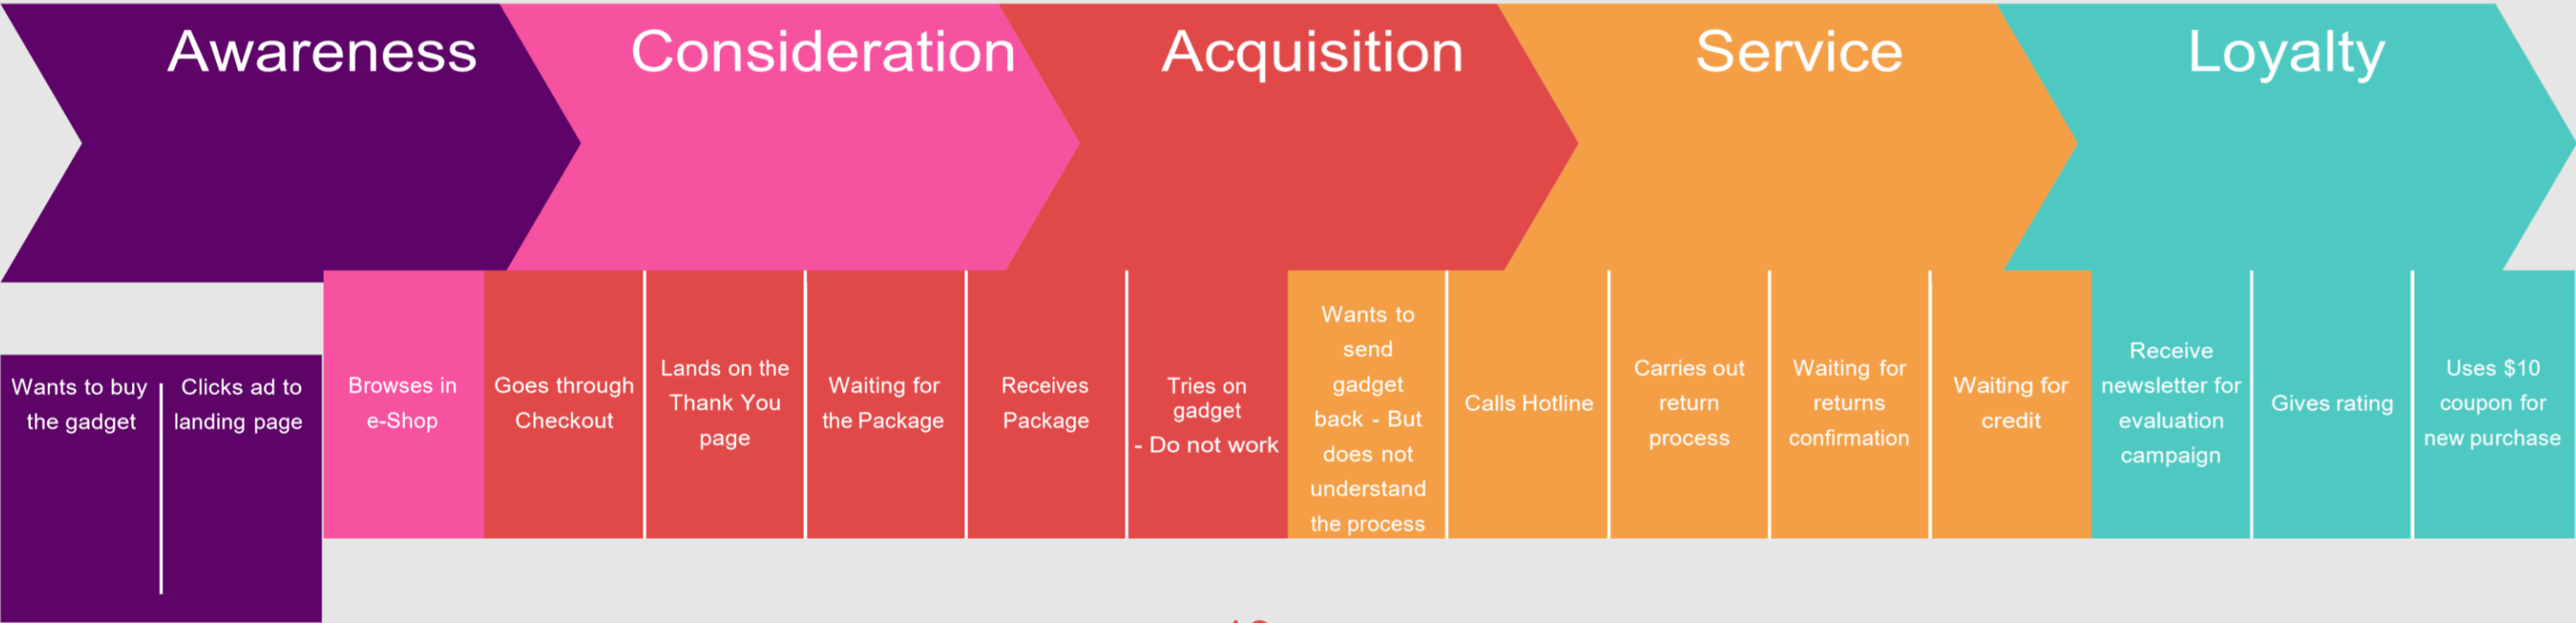 Awareness
Consideration
Acquisition
Service
Loyalty
Wants to buy
the gadget
Clicks ad to
landing page
Browses in
e-Shop
Goes through
Checkout
Lands on the
Thank You
page
Waiting for
the Package
Receives
Package
Tries on
gadget
- Do not work
Wants to
send
gadget
back - But
does not
understand
the process
Calls Hotline
Carries out
return
process
Waiting for
returns
confirmation
Waiting for
credit
Receive
newsletter for
evaluation
campaign
Gives rating
Uses $10
coupon for
new purchase